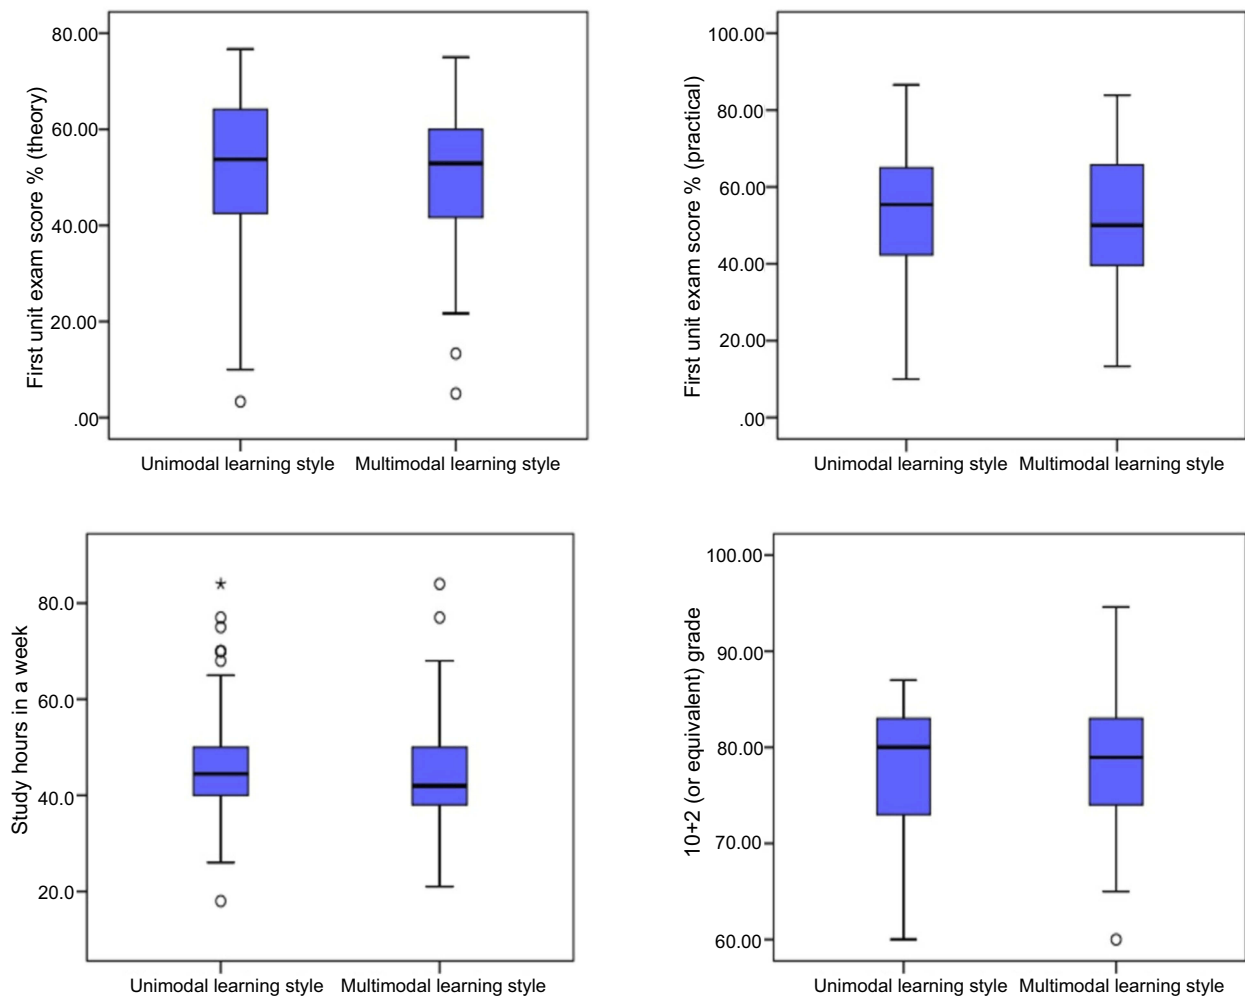 First unit exam score % (theory)
80.00
60.00
40.00
20.00
.00
Unimodal learning style
Multimodal learning style
First unit exam score % (practical)
100.00
80.00
60.00
40.00
20.00
.00
Unimodal learning style
Multimodal learning style
Study hours in a week
80.0
60.0
40.0
20.0
Unimodal learning style
Multimodal learning style
10+2 (or equivalent) grade
100.00
90.00
80.00
70.00
60.00
Unimodal learning style
Multimodal learning style